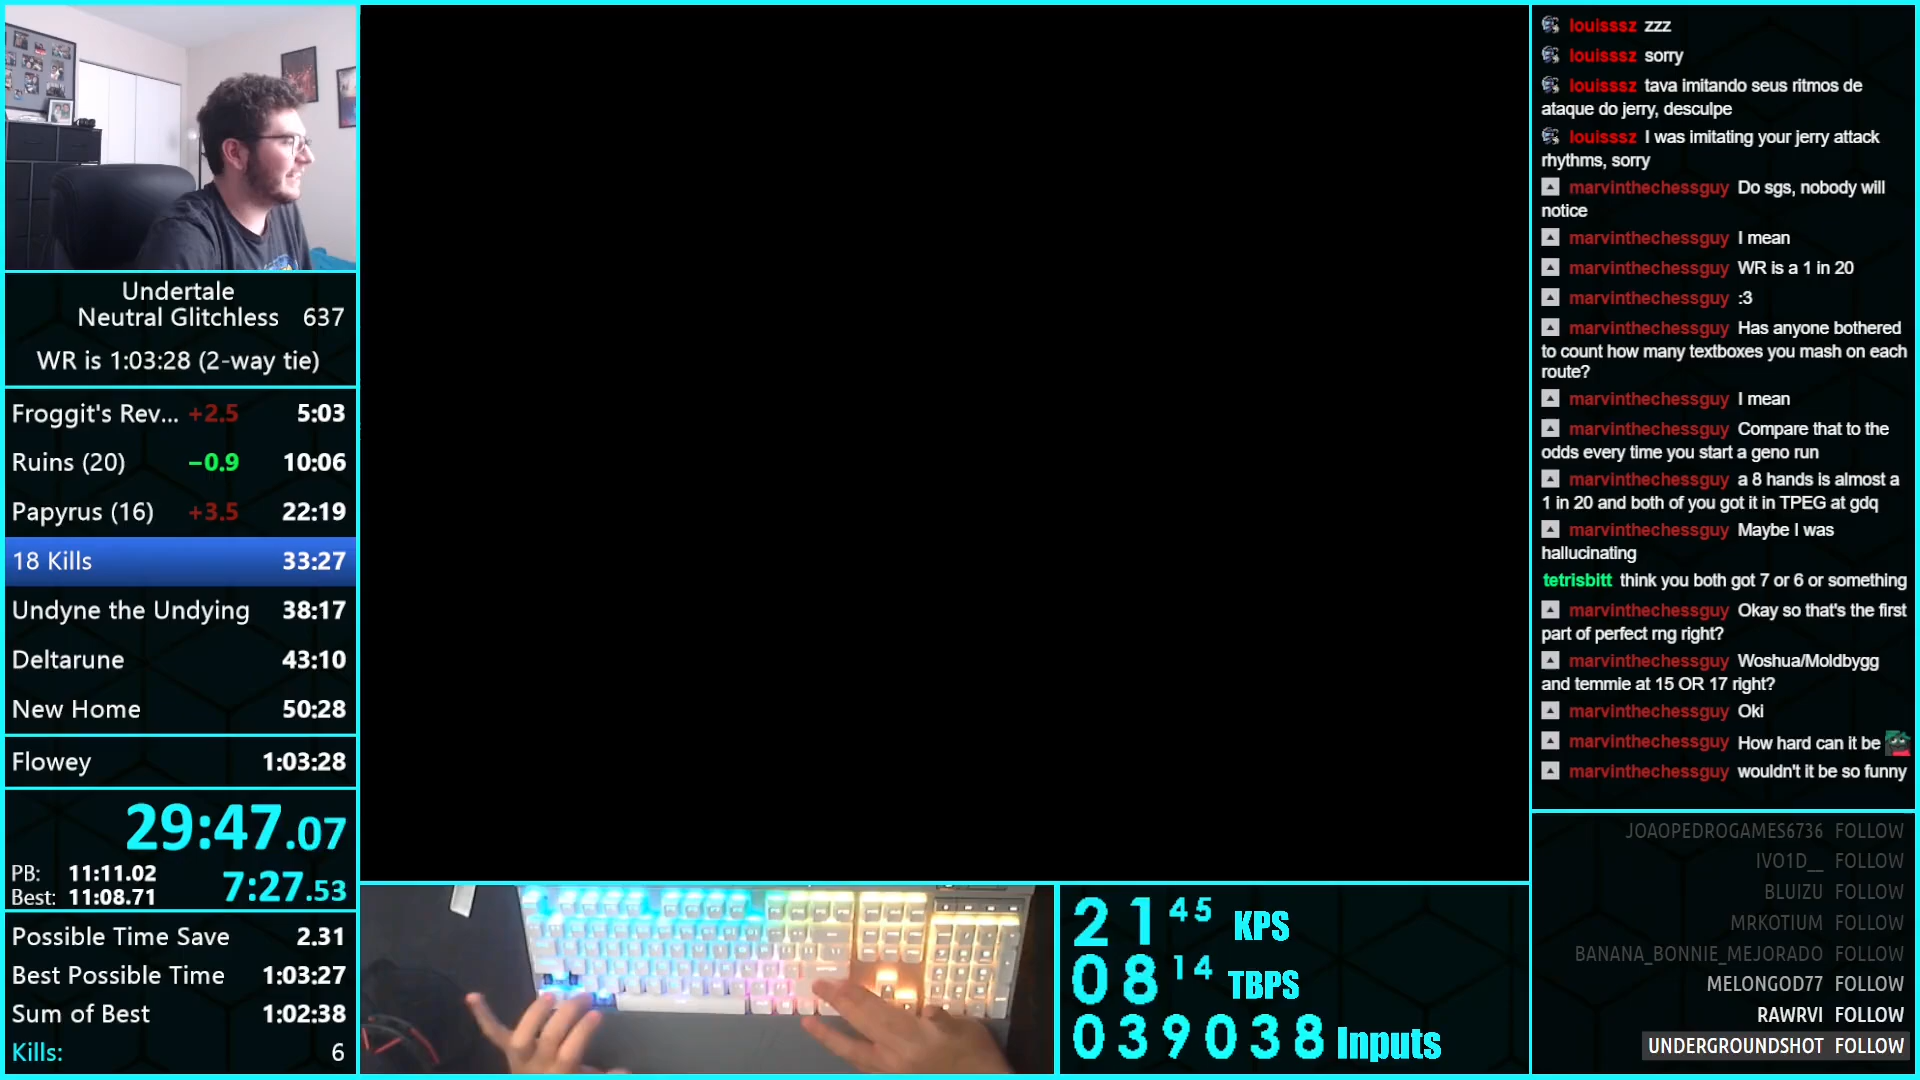 Undertale
Neutral Glitchless 637
WR is 1:03:28 (2-way tie)
Froggit's Rev... +2.5 5:03
Ruins (20) −0.9 10:06
Papyrus (16) +3.5 22:19
18 Kills 33:27
Undyne the Undying 38:17
Deltarune 43:10
New Home 50:28
Flowey 1:03:28
29:47.07
PB: 11:11.02
Best: 11:08.71
7:27.53
Possible Time Save 2.31
Best Possible Time 1:03:27
Sum of Best 1:02:38
Kills: 6
21 45 KPS
08 14 TBPS
039038 Inputs
louisssz zzz
louisssz sorry
louisssz tava imitando seus ritmos de
ataque do jerry, desculpe
louisssz I was imitating your jerry attack
rhythms, sorry
marvinthechessguy Do sgs, nobody will
notice
marvinthechessguy I mean
marvinthechessguy WR is a 1 in 20
marvinthechessguy :3
marvinthechessguy Has anyone bothered
to count how many textboxes you mash on each
route?
marvinthechessguy I mean
marvinthechessguy Compare that to the
odds every time you start a geno run
marvinthechessguy a 8 hands is almost a
1 in 20 and both of you got it in TPEG at gdq
marvinthechessguy Maybe I was
hallucinating
tetrisbitt think you both got 7 or 6 or something
marvinthechessguy Okay so that's the first
part of perfect rng right?
marvinthechessguy Woshua/Moldbygg
and temmie at 15 OR 17 right?
marvinthechessguy Oki
marvinthechessguy How hard can it be
marvinthechessguy wouldn't it be so funny
JOAOPEDROGAMES6736 FOLLOW
IVO1D__ FOLLOW
BLUIZU FOLLOW
MRKOTIUM FOLLOW
BANANA_BONNIE_MEJORADO FOLLOW
MELONGOD77 FOLLOW
RAWRVI FOLLOW
UNDERGROUNDSHOT FOLLOW